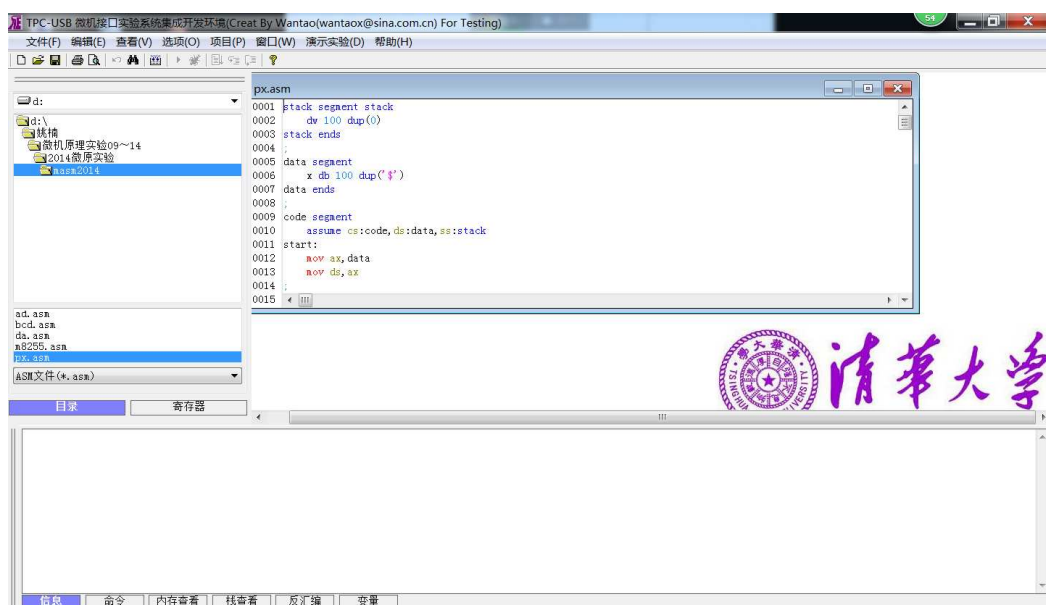 TPC-USB 微机接口实验系统集成开发环境(Creat By Wantao(wantaox@sina.com.cn) For Testing)
54
文件(F) 编辑(E) 查看(V) 选项(O) 项目(P) 窗口(W) 演示实验(D) 帮助(H)
d:
d:\
姚楠
微机原理实验09～14
2014微原实验
masm2014
px.asm
0001 stack segment stack
0002 dw 100 dup(0)
0003 stack ends
0004 ;
0005 data segment
0006 x db 100 dup('$')
0007 data ends
0008 ;
0009 code segment
0010 assume cs:code,ds:data,ss:stack
0011 start:
0012 mov ax,data
0013 mov ds,ax
0014 ;
0015
ad.asm
bcd.asm
da.asm
m8255.asm
px.asm
ASM文件(*.asm)
目录 寄存器
清華大学
信息 命令 内存查看 栈查看 反汇编 变量